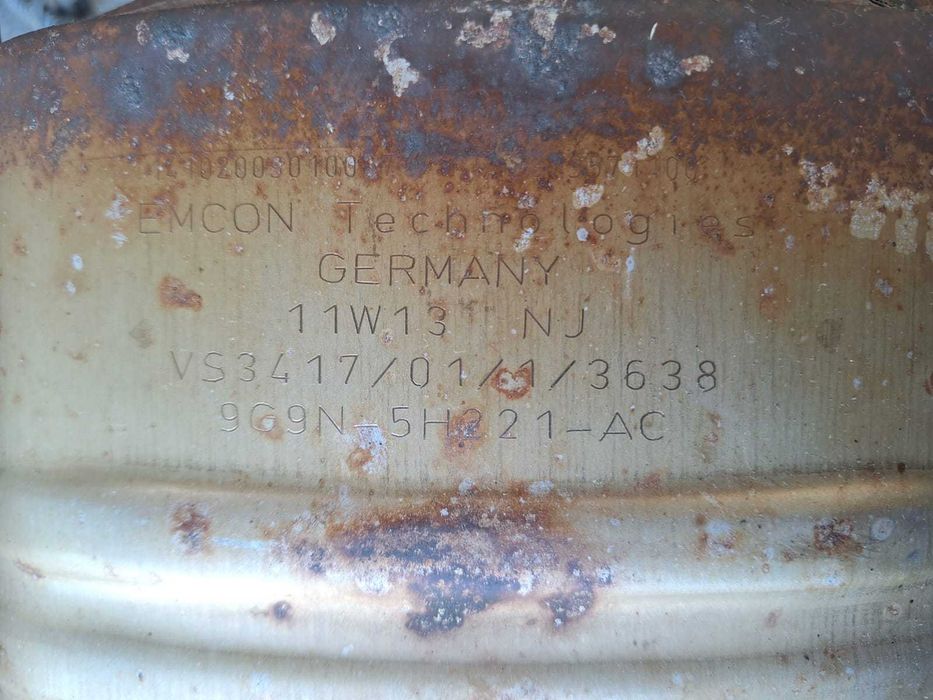 EMCON Technologies
GERMANY
11W13 NJ
VS3417/01/1/3638
9G9N-5H221-AC